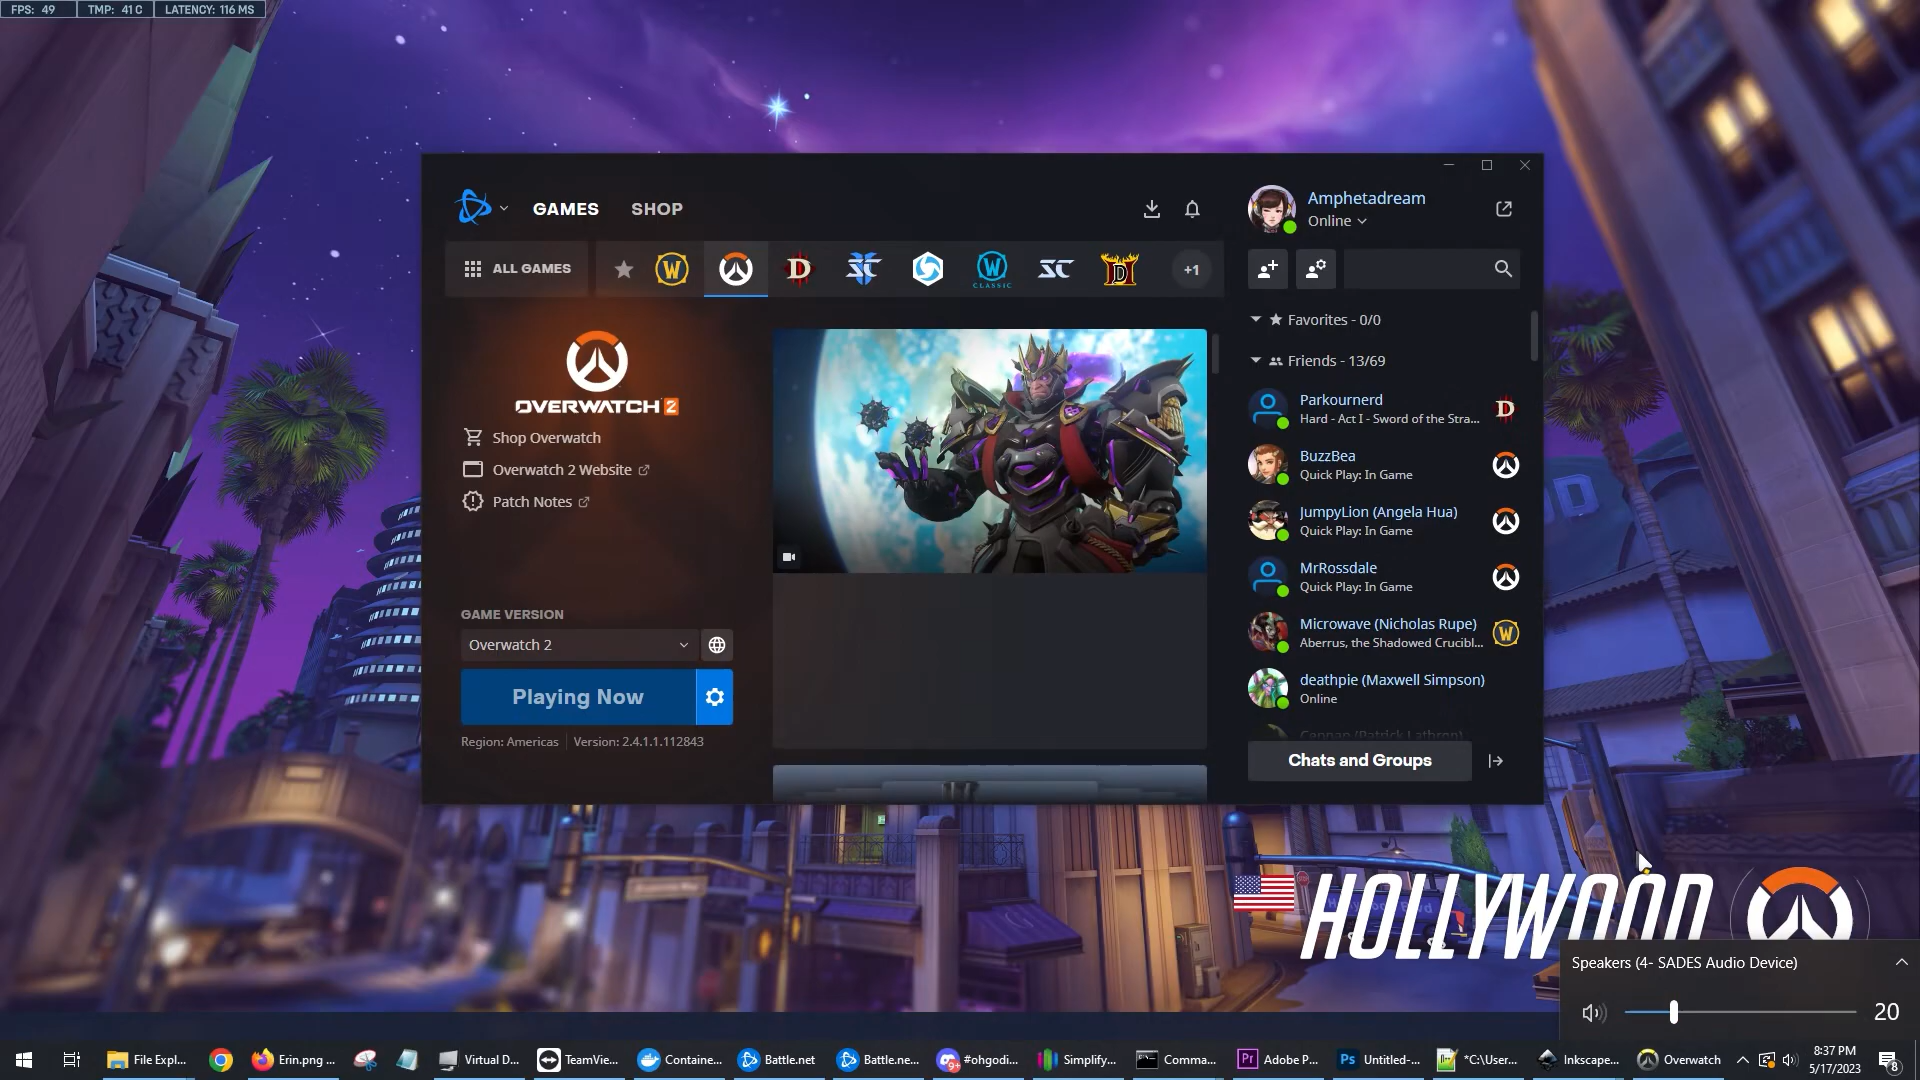 FPS: 49 TMP: 41 C LATENCY: 116 MS
GAMES SHOP
Amphetadream
Online
ALL GAMES
CLASSIC
+1
Favorites - 0/0
Friends - 13/69
OVERWATCH 2
Shop Overwatch
Overwatch 2 Website
Patch Notes
Parkournerd
Hard - Act I - Sword of the Stra...
BuzzBea
Quick Play: In Game
JumpyLion (Angela Hua)
Quick Play: In Game
MrRossdale
Quick Play: In Game
Microwave (Nicholas Rupe)
Aberrus, the Shadowed Crucibl...
deathpie (Maxwell Simpson)
Online
GAME VERSION
Overwatch 2
Playing Now
Region: Americas Version: 2.4.1.1.112843
Chats and Groups
HOLLYWOOD
Speakers (4- SADES Audio Device)
20
File Expl...
Erin.png ...
Virtual D...
TeamVie...
Containe...
Battle.net
Battle.ne...
9+
#ohgodi...
Simplify...
Comma...
Pr
Adobe P...
Ps
Untitled-...
*C:\User...
Inkscape...
Overwatch
8:37 PM
5/17/2023
8